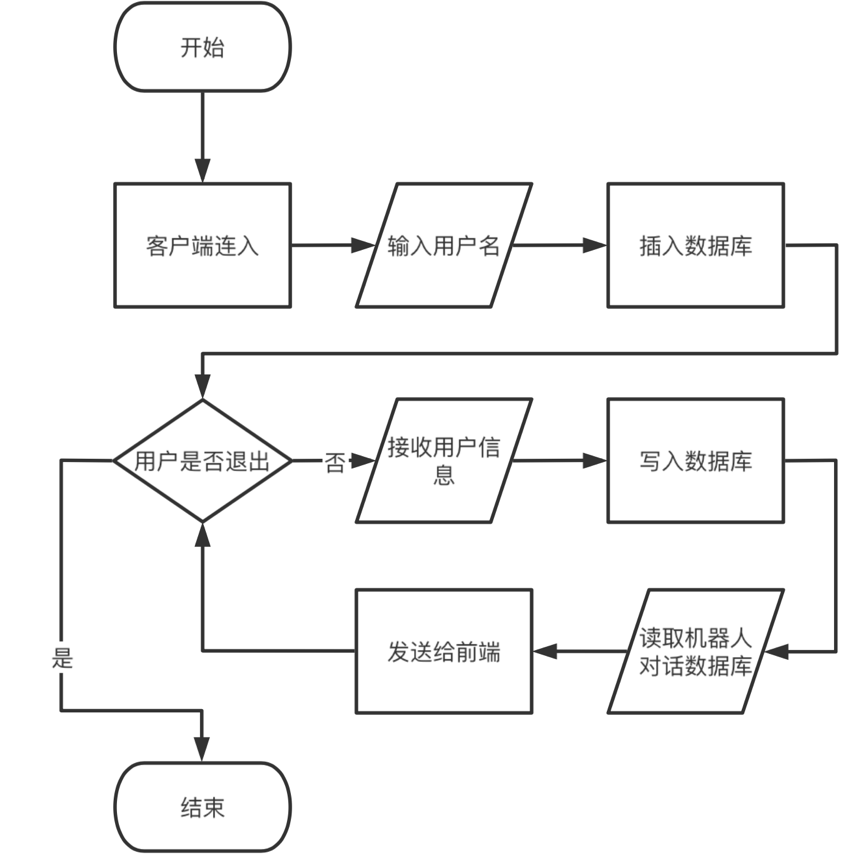 开始
客户端连入
输入用户名
插入数据库
用户是否退出
否
接收用户信
息
写入数据库
读取机器人
对话数据库
发送给前端
是
结束